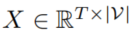 X ∈ ℝ^{T×|𝒱|}